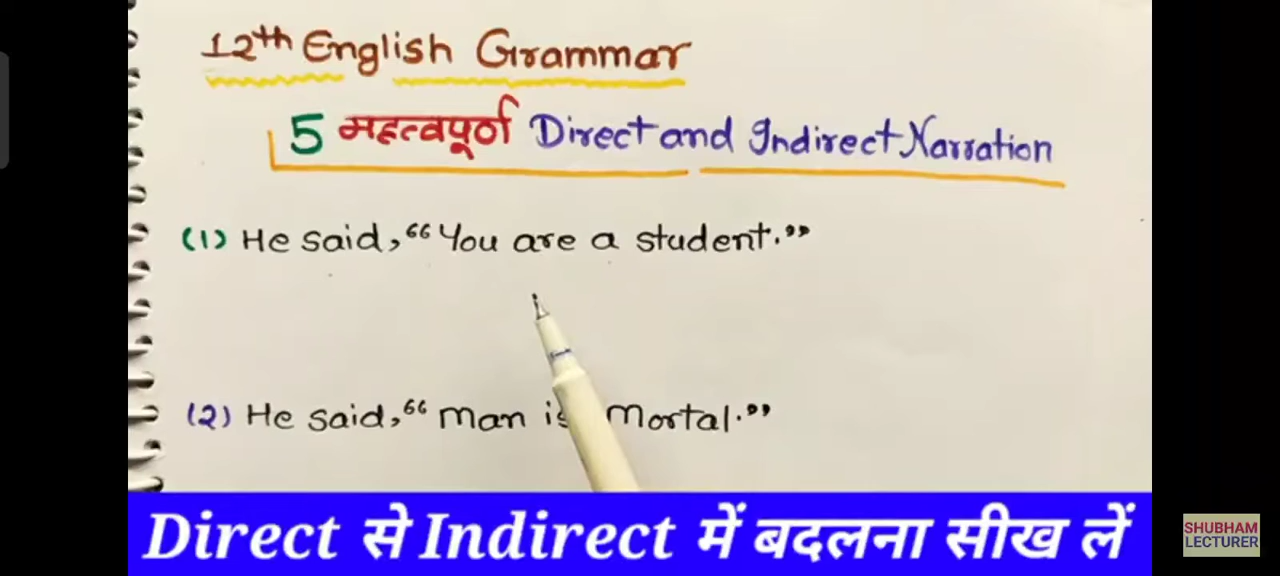 12th English Grammar
5 महत्वपूर्ण Direct and Indirect Narration
(1) He said, "You are a student."
(2) He said, "Man is Mortal."
Direct से Indirect में बदलना सीख लें
SHUBHAM
LECTURER